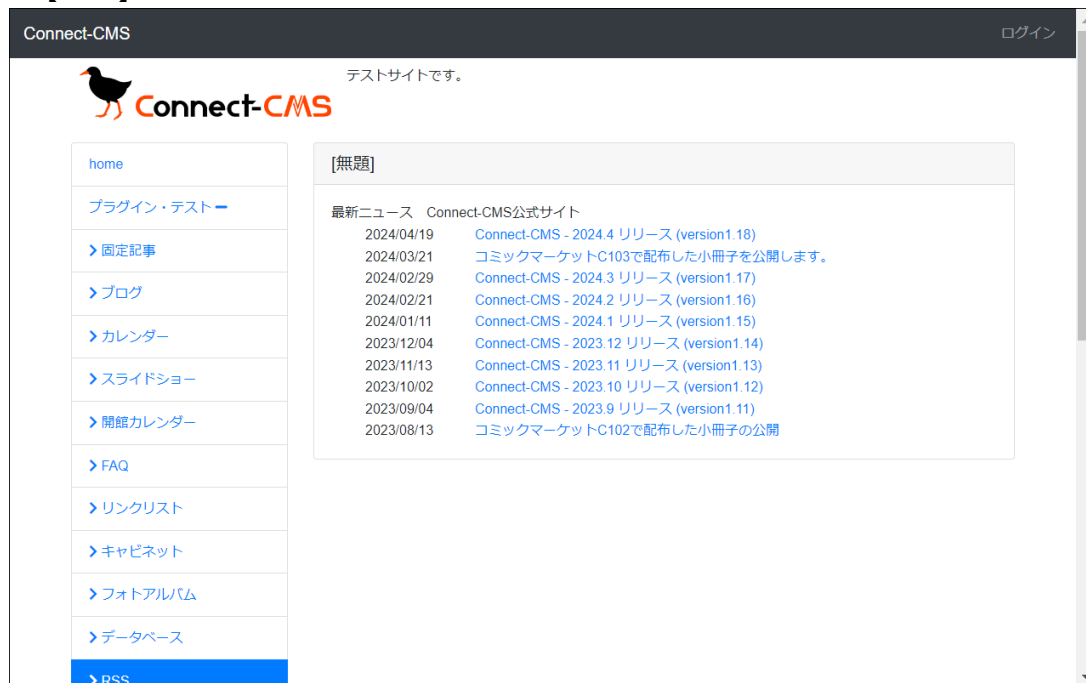 Connect-CMS
ログイン
Connect-CMS
テストサイトです。
home
プラグイン・テスト
固定記事
ブログ
カレンダー
スライドショー
開館カレンダー
FAQ
リンクリスト
キャビネット
フォトアルバム
データベース
RSS
[無題]
最新ニュース Connect-CMS公式サイト
2024/04/19 Connect-CMS - 2024.4 リリース (version1.18)
2024/03/21 コミックマーケットC103で配布した小冊子を公開します。
2024/02/29 Connect-CMS - 2024.3 リリース (version1.17)
2024/02/21 Connect-CMS - 2024.2 リリース (version1.16)
2024/01/11 Connect-CMS - 2024.1 リリース (version1.15)
2023/12/04 Connect-CMS - 2023.12 リリース (version1.14)
2023/11/13 Connect-CMS - 2023.11 リリース (version1.13)
2023/10/02 Connect-CMS - 2023.10 リリース (version1.12)
2023/09/04 Connect-CMS - 2023.9 リリース (version1.11)
2023/08/13 コミックマーケットC102で配布した小冊子の公開